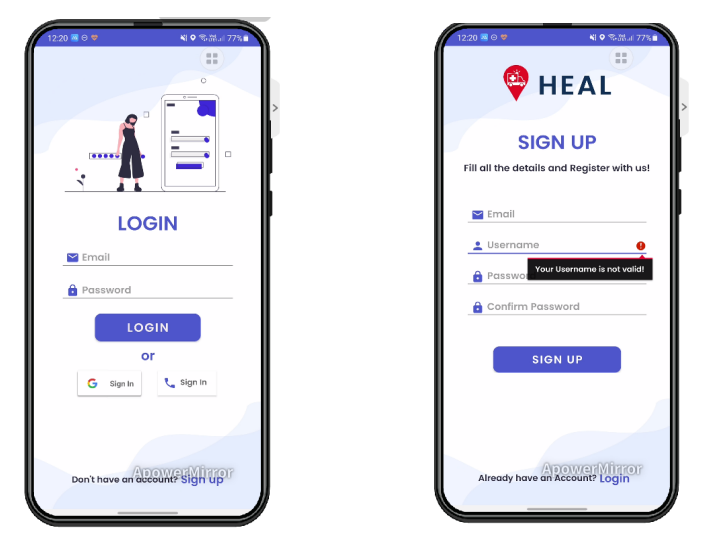 12:20
77%
LOGIN
Email
Password
LOGIN
or
Sign In
Sign In
Don't have an account? Sign up
ApowerMirror
12:20
77%
HEAL
SIGN UP
Fill all the details and Register with us!
Email
Username
Your Username is not valid!
Passwo
Confirm Password
SIGN UP
Already have an Account? Login
ApowerMirror